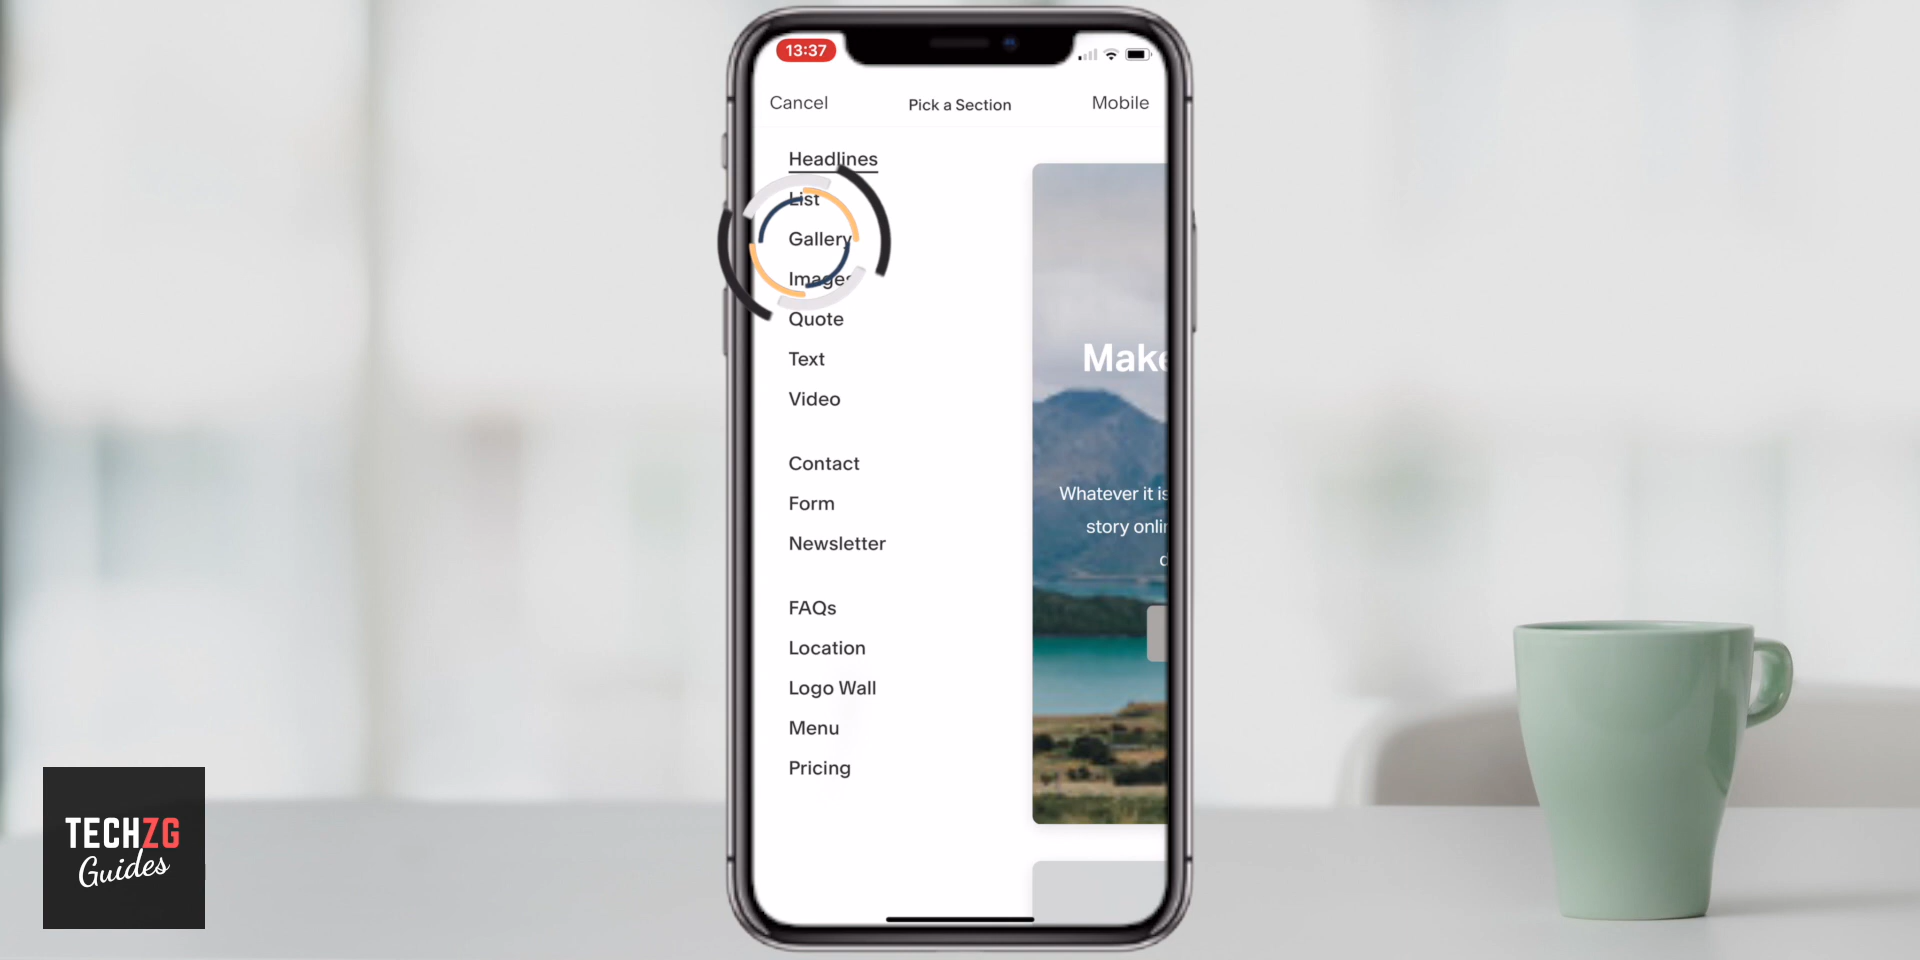 13:37
Cancel
Pick a Section
Mobile
Headlines
List
Gallery
Images
Quote
Text
Video
Contact
Form
Newsletter
FAQs
Location
Logo Wall
Menu
Pricing
Make
Whatever it is
story onlin
d
TECHZG
Guides